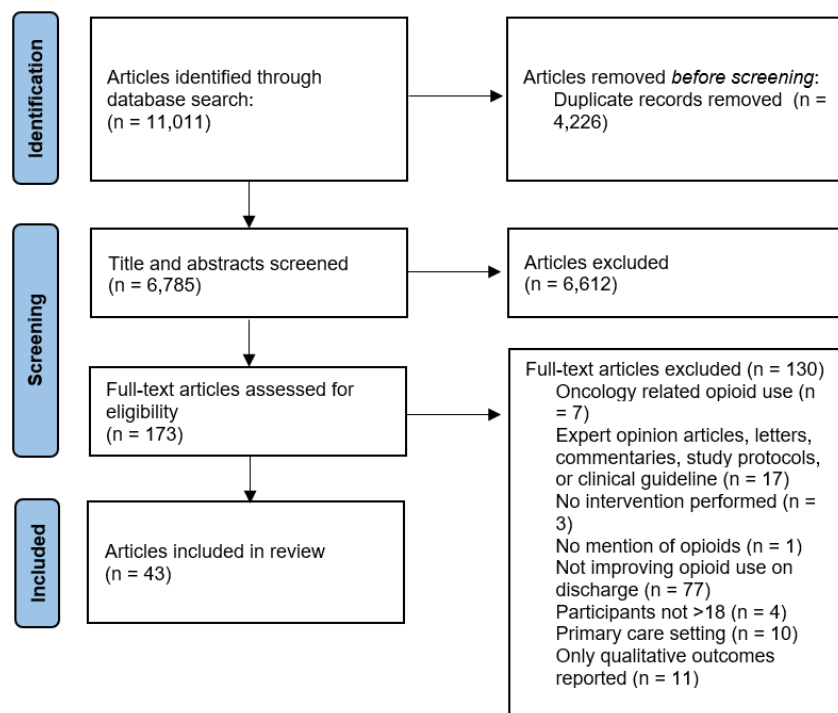 Identification
Articles identified through
database search:
(n = 11,011)
Articles removed before screening:
Duplicate records removed (n =
4,226)
Screening
Title and abstracts screened
(n = 6,785)
Articles excluded
(n = 6,612)
Full-text articles assessed for
eligibility
(n = 173)
Full-text articles excluded (n = 130)
Oncology related opioid use (n
= 7)
Expert opinion articles, letters,
commentaries, study protocols,
or clinical guideline (n = 17)
No intervention performed (n =
3)
No mention of opioids (n = 1)
Not improving opioid use on
discharge (n = 77)
Participants not >18 (n = 4)
Primary care setting (n = 10)
Only qualitative outcomes
reported (n = 11)
Included
Articles included in review
(n = 43)